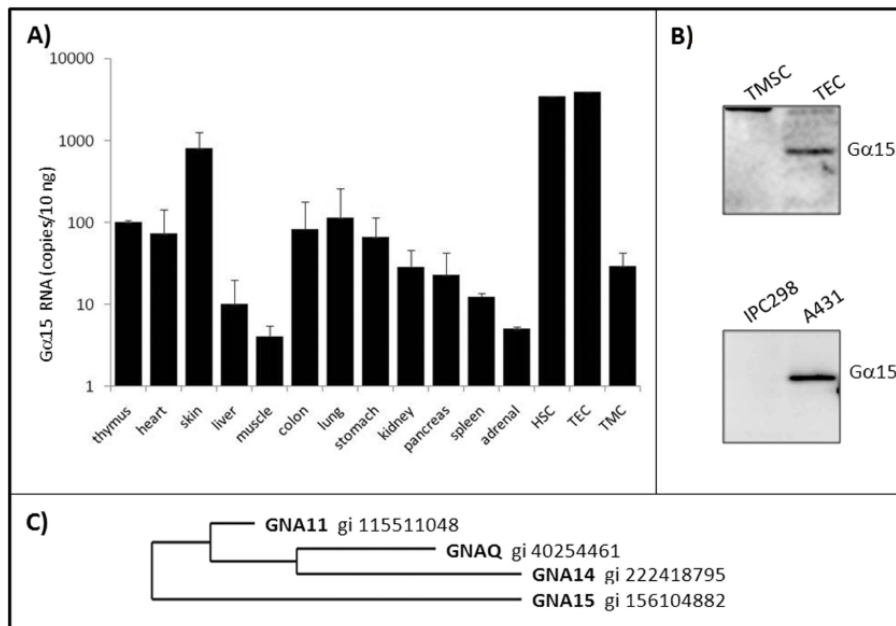 A)
10000
1000
100
10
1
Gα15 RNA (copies/10 ng)
thymus
heart
skin
liver
muscle
colon
lung
stomach
kidney
pancreas
spleen
adrenal
HSC
TEC
TMC
B)
TMSC TEC
Gα15
IPC298 A431
Gα15
C)
GNA11 gi 115511048
GNAQ gi 40254461
GNA14 gi 222418795
GNA15 gi 156104882